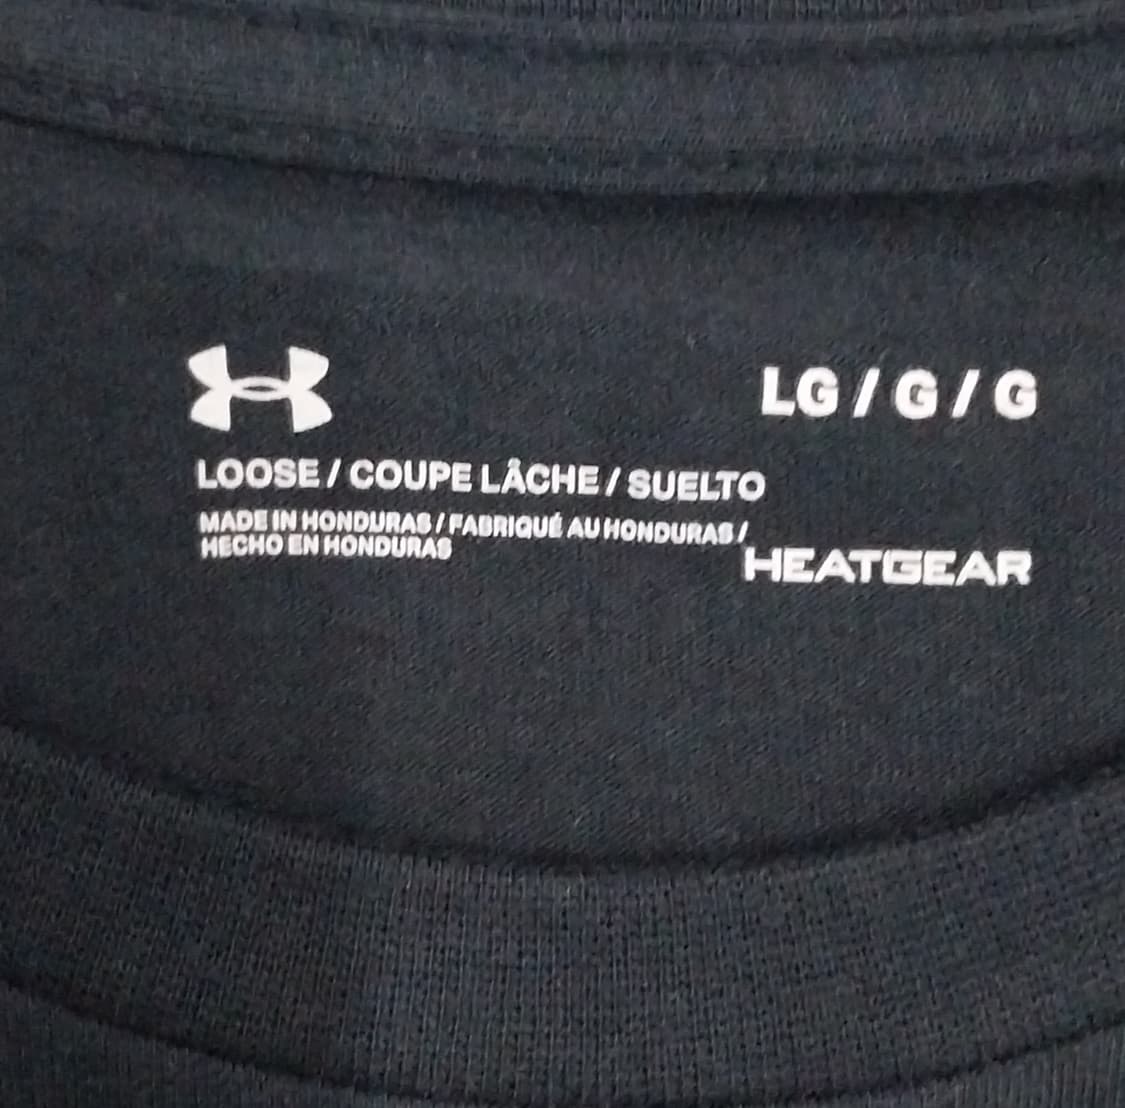 LG / G / G
LOOSE / COUPE LÂCHE / SUELTO
MADE IN HONDURAS / FABRIQUÉ AU HONDURAS /
HECHO EN HONDURAS
HEATGEAR